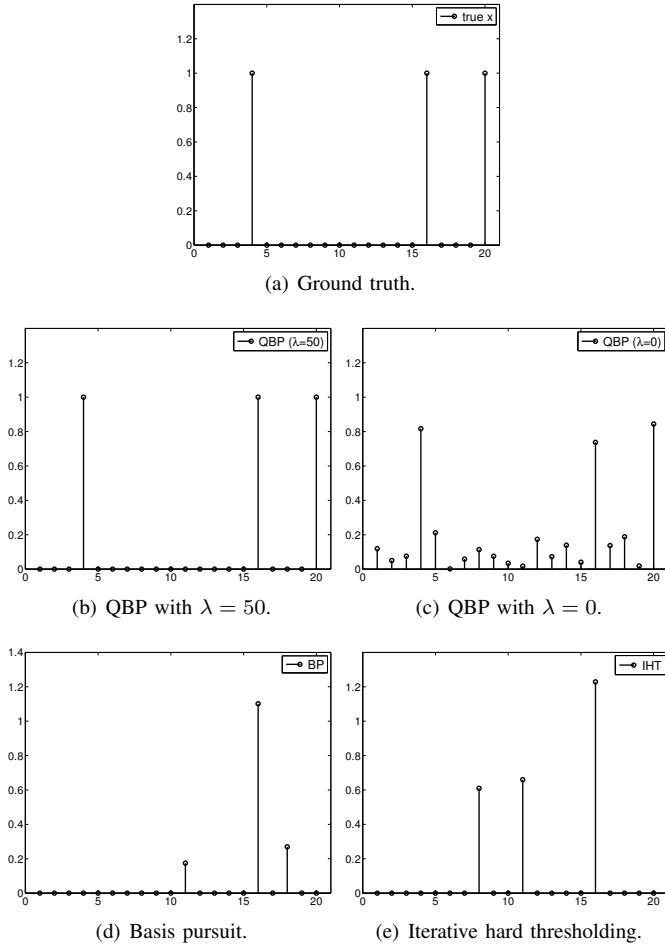 true x
1.2
1
0.8
0.6
0.4
0.2
0
0 5 10 15 20
(a) Ground truth.
QBP (λ=50)
1.2
1
0.8
0.6
0.4
0.2
0
0 5 10 15 20
(b) QBP with λ = 50.
QBP (λ=0)
1.2
1
0.8
0.6
0.4
0.2
0
0 5 10 15 20
(c) QBP with λ = 0.
BP
1.4
1.2
1
0.8
0.6
0.4
0.2
0
0 5 10 15 20
(d) Basis pursuit.
IHT
1.4
1.2
1
0.8
0.6
0.4
0.2
0
0 5 10 15 20
(e) Iterative hard thresholding.